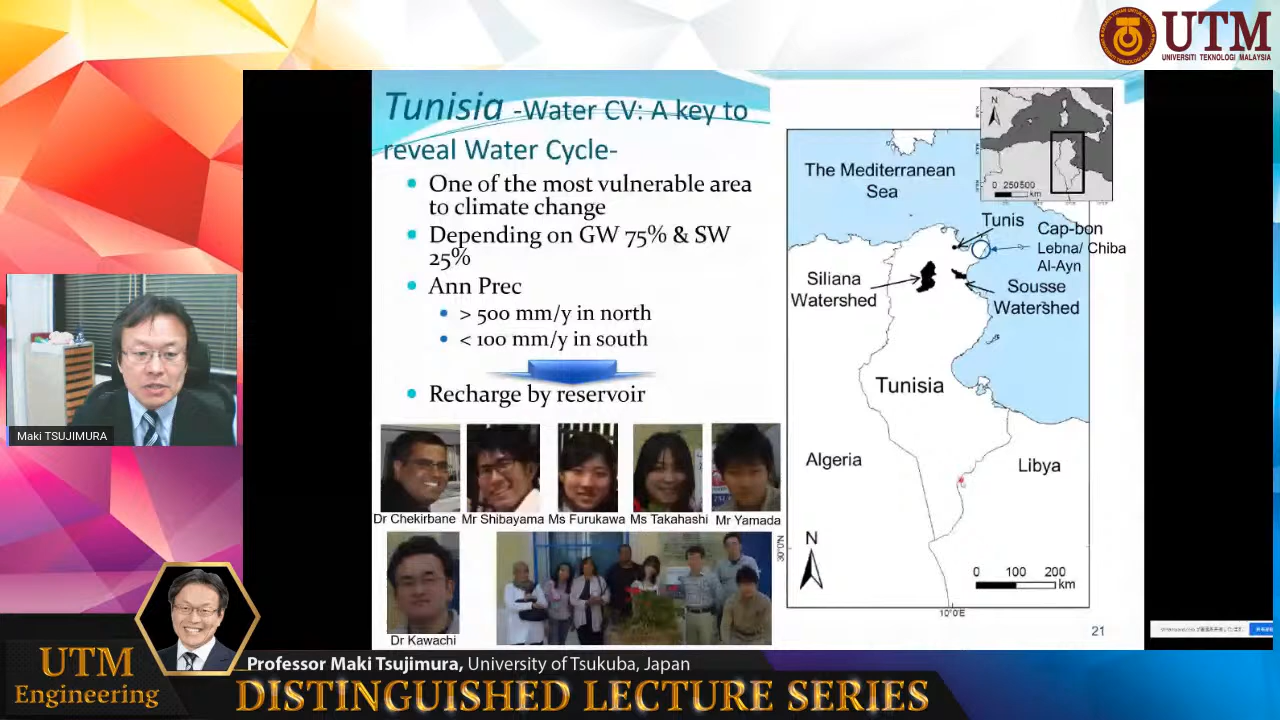 UTM
UNIVERSITI TEKNOLOGI MALAYSIA
Tunisia -Water CV: A key to
reveal Water Cycle-
One of the most vulnerable area
to climate change
Depending on GW 75% & SW
25%
Ann Prec
> 500 mm/y in north
< 100 mm/y in south
Recharge by reservoir
Dr Chekirbane
Mr Shibayama
Ms Furukawa
Ms Takahashi
Mr Yamada
Dr Kawachi
N
0 250 500
km
The Mediterranean
Sea
Tunis
Cap-bon
Lebna/ Chiba
Al-Ayn
Siliana
Watershed
Sousse
Watershed
Tunisia
Algeria
Libya
N
30°0'N
0 100 200
km
10°0'E
21
Maki TSUJIMURA
UTM
Engineering
Professor Maki Tsujimura, University of Tsukuba, Japan
DISTINGUISHED LECTURE SERIES